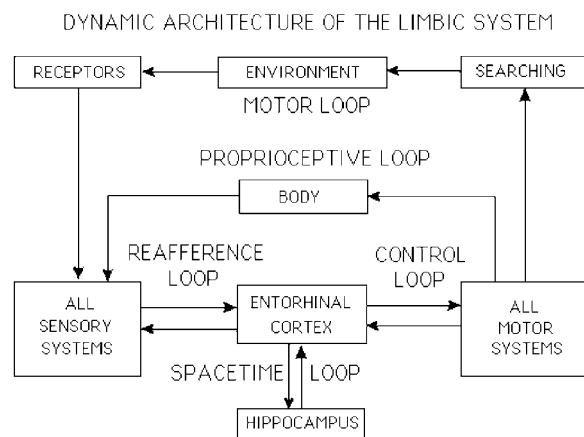 DYNAMIC ARCHITECTURE OF THE LIMBIC SYSTEM
RECEPTORS
ENVIRONMENT
SEARCHING
MOTOR LOOP
PROPRIOCEPTIVE LOOP
BODY
REAFFERENCE
LOOP
CONTROL
LOOP
ALL
SENSORY
SYSTEMS
ENTORHINAL
CORTEX
ALL
MOTOR
SYSTEMS
SPACETIME LOOP
HIPPOCAMPUS